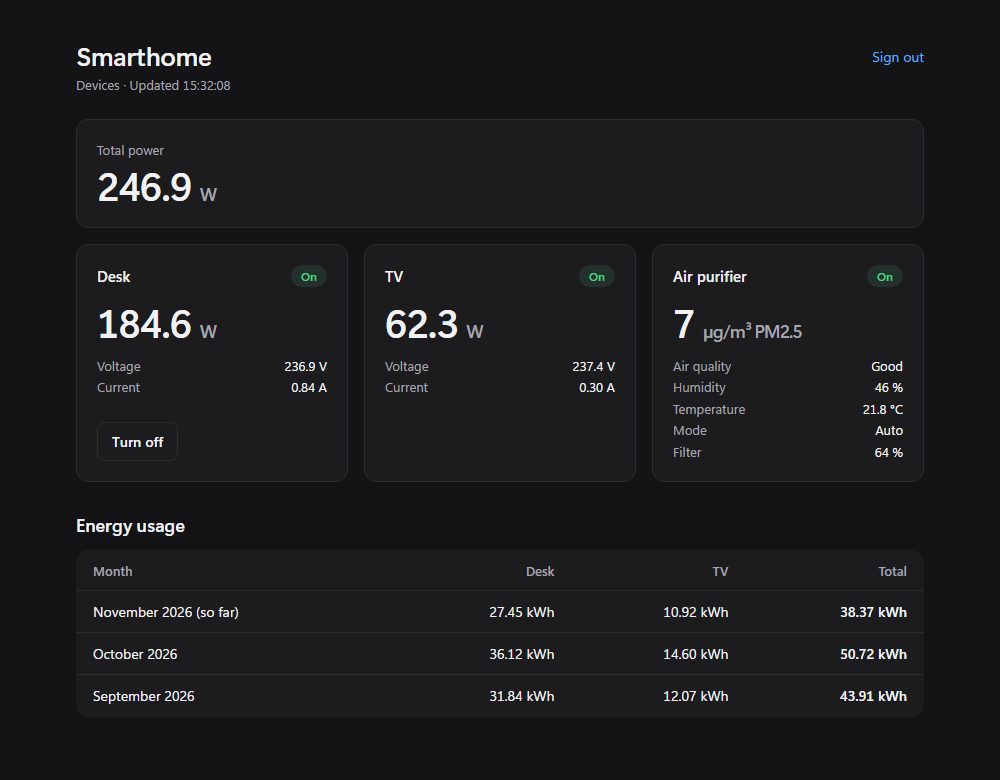 Smarthome
Sign out
Devices · Updated 15:32:08
Total power
246.9 W
Desk On
184.6 W
Voltage 236.9 V
Current 0.84 A
Turn off
TV On
62.3 W
Voltage 237.4 V
Current 0.30 A
Air purifier On
7 µg/m³ PM2.5
Air quality Good
Humidity 46 %
Temperature 21.8 °C
Mode Auto
Filter 64 %
Energy usage
Month Desk TV Total
November 2026 (so far) 27.45 kWh 10.92 kWh 38.37 kWh
October 2026 36.12 kWh 14.60 kWh 50.72 kWh
September 2026 31.84 kWh 12.07 kWh 43.91 kWh